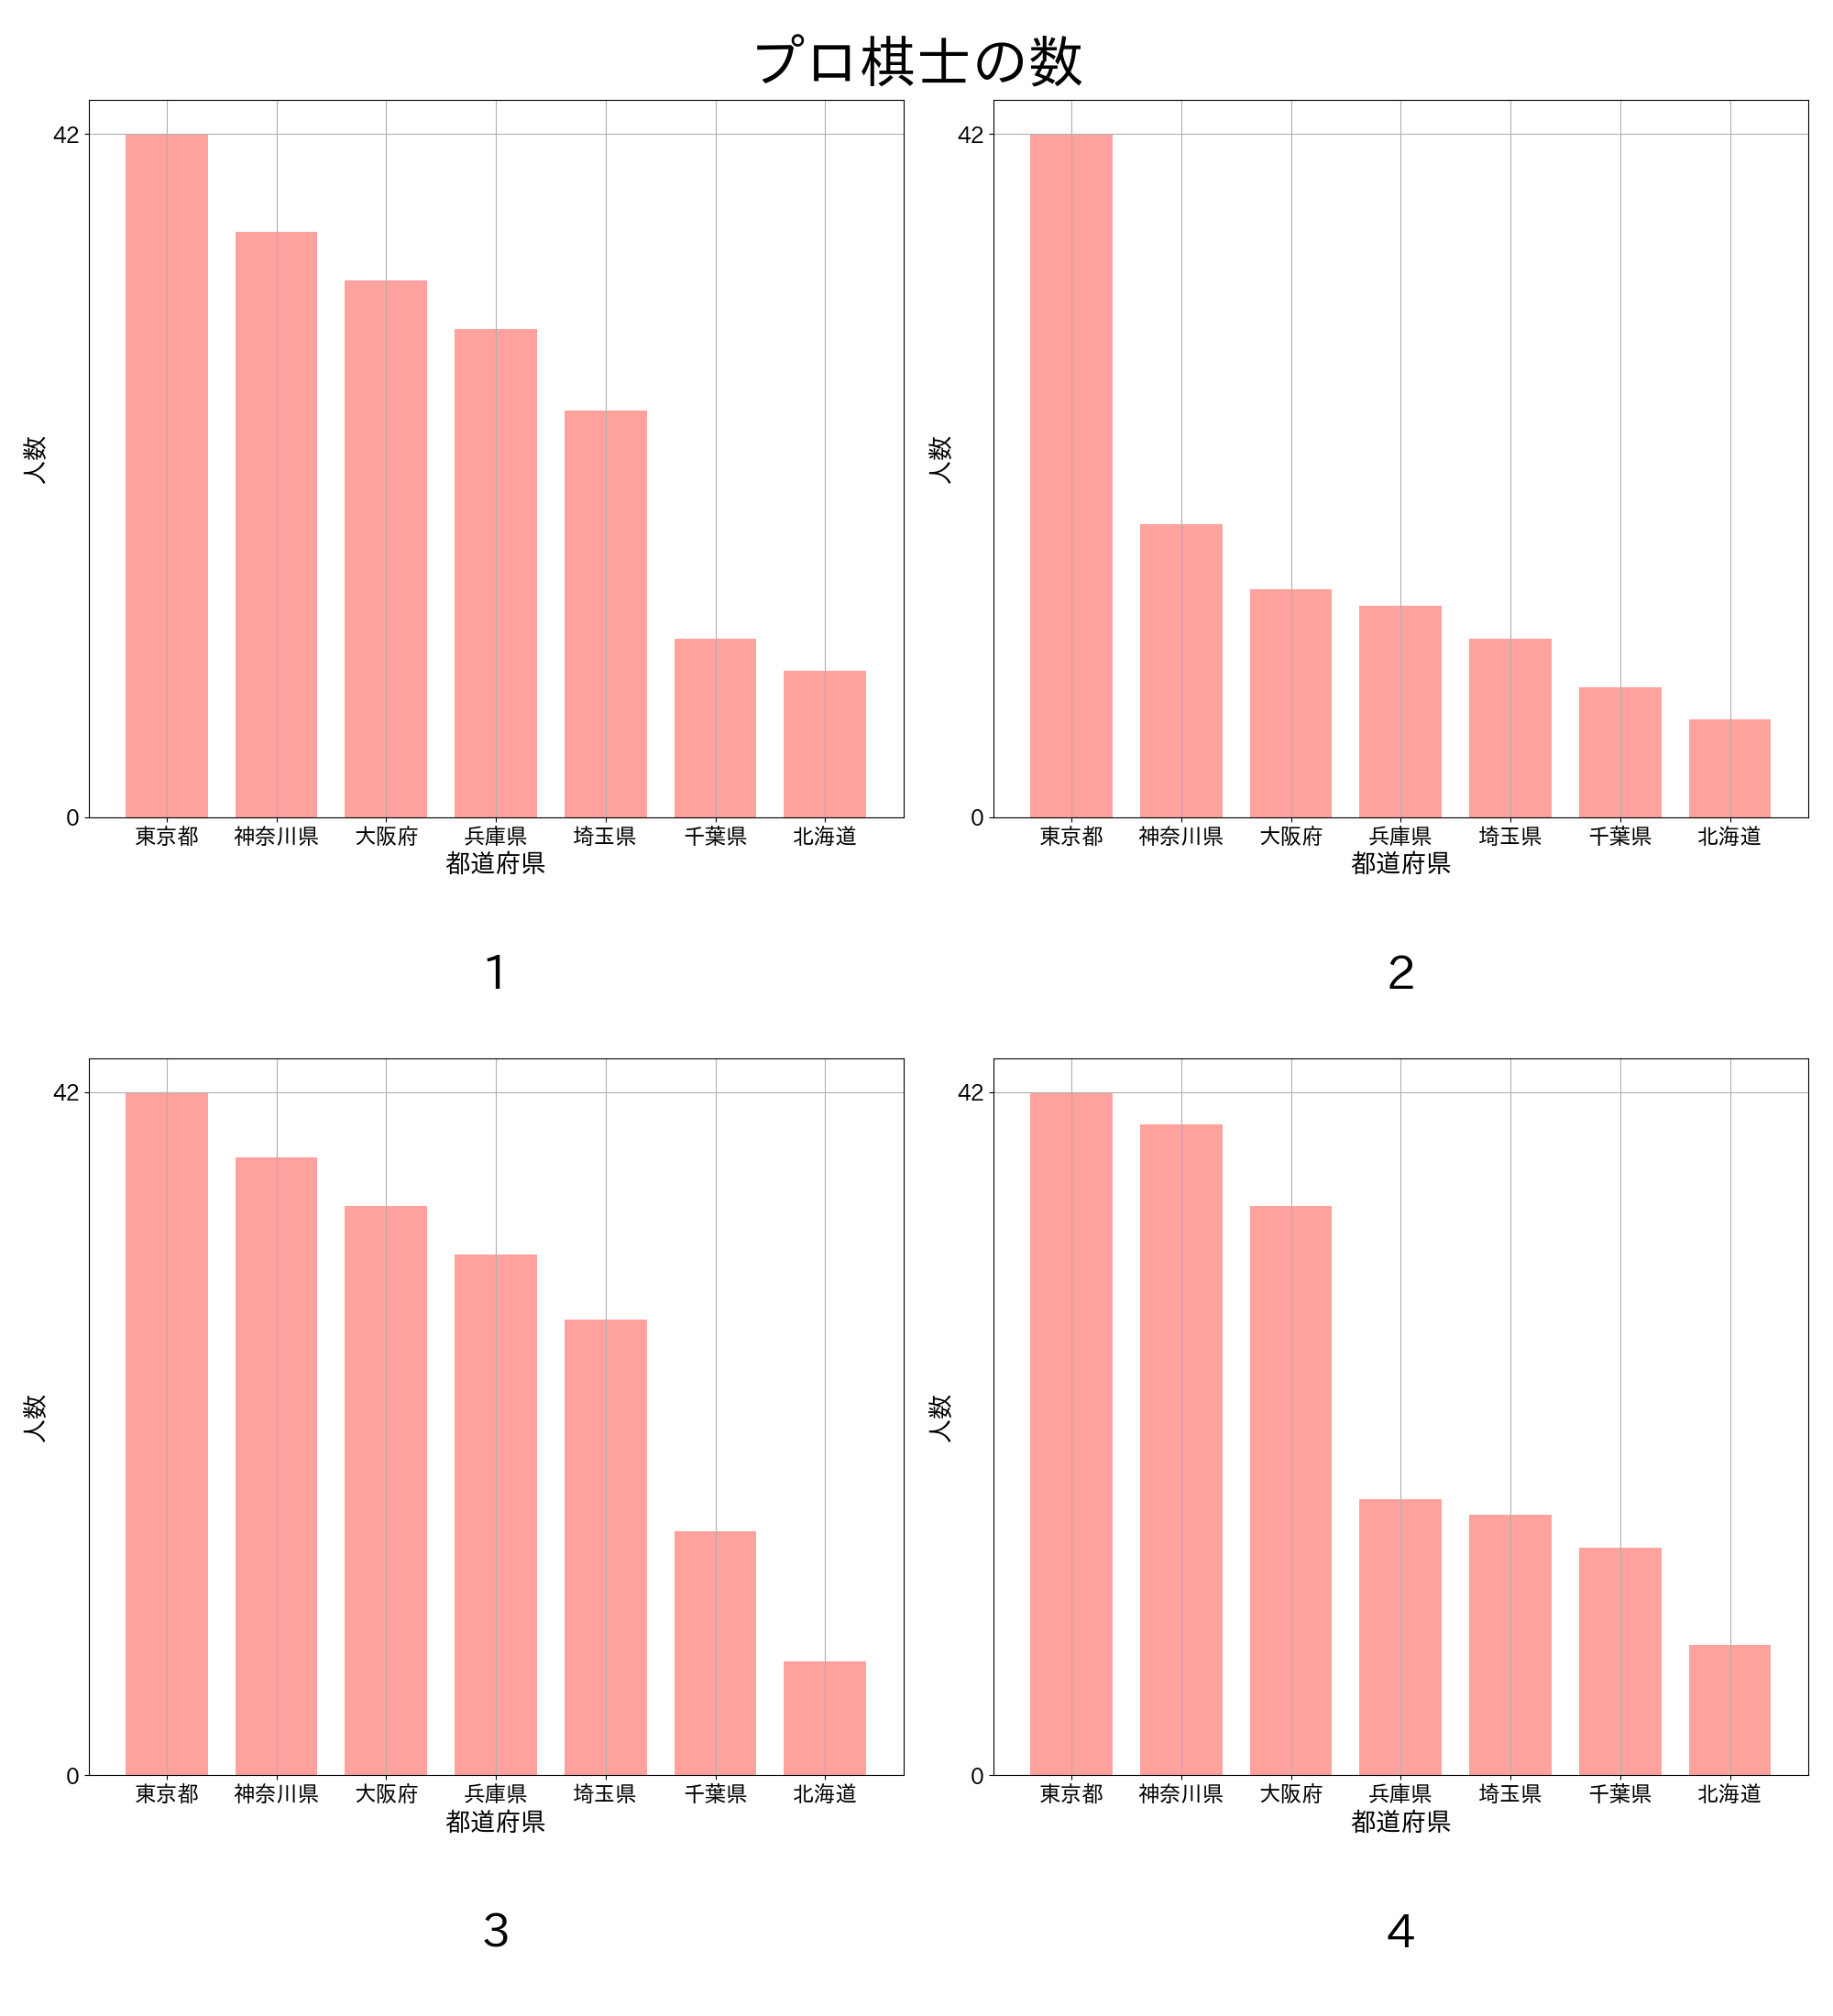 プロ棋士の数
42
0
人数
東京都 神奈川県 大阪府 兵庫県 埼玉県 千葉県 北海道
都道府県
1
42
0
人数
東京都 神奈川県 大阪府 兵庫県 埼玉県 千葉県 北海道
都道府県
2
42
0
人数
東京都 神奈川県 大阪府 兵庫県 埼玉県 千葉県 北海道
都道府県
3
42
0
人数
東京都 神奈川県 大阪府 兵庫県 埼玉県 千葉県 北海道
都道府県
4